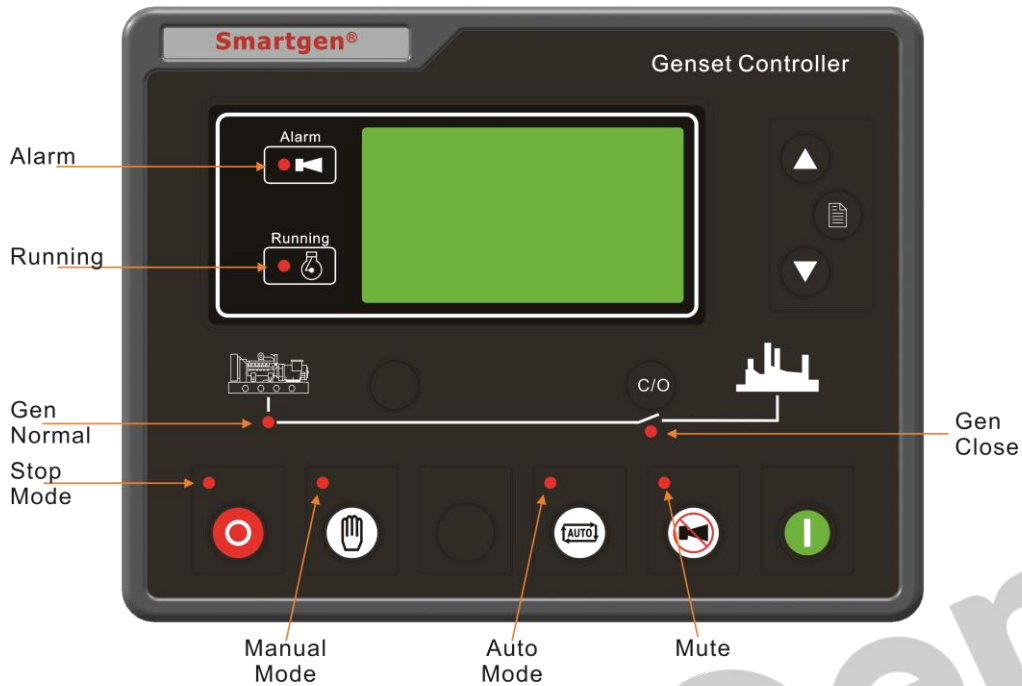 Smartgen®
Genset Controller
Alarm
Alarm
Running
Running
C/O
Gen
Normal
Gen
Close
Stop
Mode
AUTO
Manual
Mode
Auto
Mode
Mute